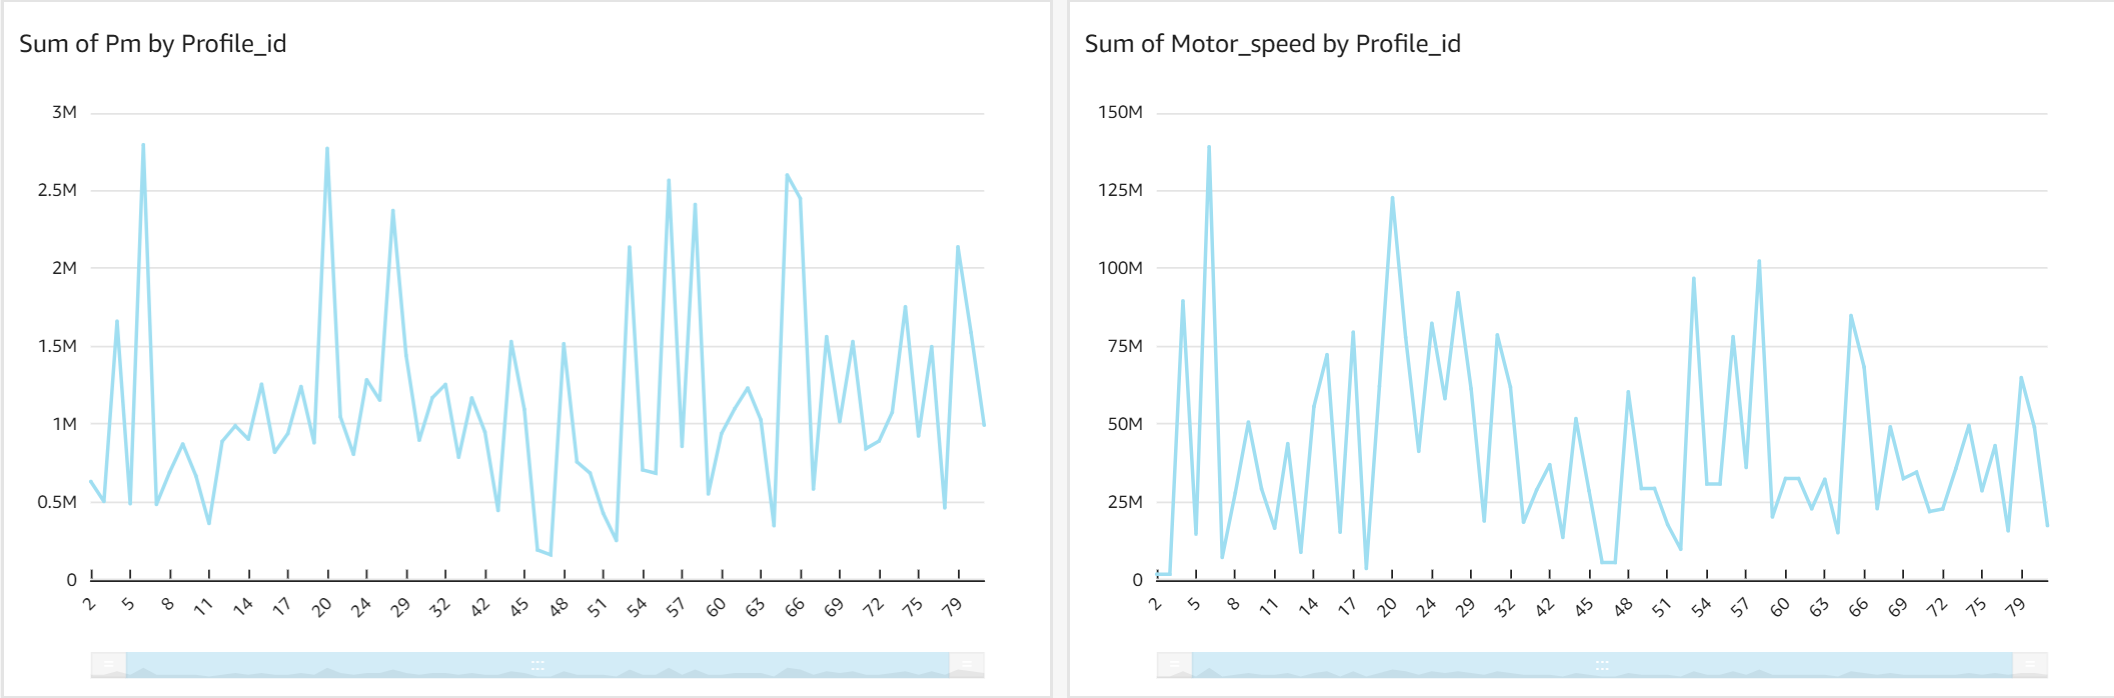 Sum of Pm by Profile_id
3M
2.5M
2M
1.5M
1M
0.5M
0
2 5 8 11 14 17 20 24 29 32 42 45 48 51 54 57 60 63 66 69 72 75 79
Sum of Motor_speed by Profile_id
150M
125M
100M
75M
50M
25M
0
2 5 8 11 14 17 20 24 29 32 42 45 48 51 54 57 60 63 66 69 72 75 79